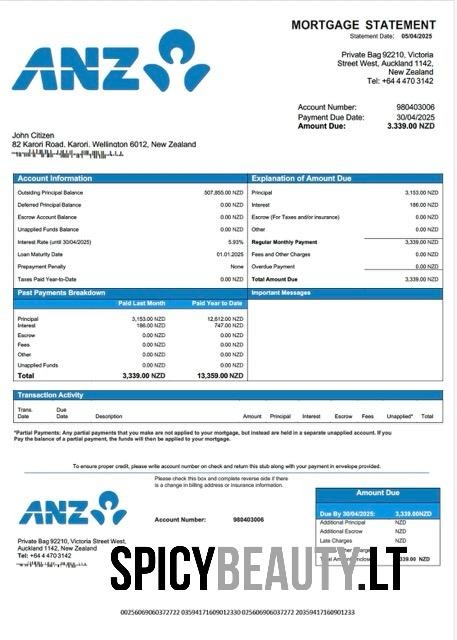 MORTGAGE STATEMENT
Statement Date: 05/04/2025
ANZ
Private Bag 92210, Victoria
Street West, Auckland 1142,
New Zealand
Tel: +64 4 470 3142
Account Number: 980403006
Payment Due Date: 30/04/2025
Amount Due: 3.339.00 NZD
John Citizen
82 Karori Road. Karori. Wellington 6012, New Zealand
Account Information
Outsiding Principal Balance 507,855.00 NZD
Deferred Principal Balance 0.00 NZD
Escrow Account Balance 0.00 NZD
Unapplied Funds Balance 0.00 NZD
Interest Rate (until 30/04/2025) 5.93%
Loan Maturity Date 01.01.2025
Prepayment Penalty None
Taxes Paid Year-to-Date 0.00 NZD
Explanation of Amount Due
Principal 3,153.00 NZD
Interest 186.00 NZD
Escrow (For Taxes and/or insurance) 0.00 NZD
Other 0.00 NZD
Regular Monthly Payment 3,339.00 NZD
Fees and Other Charges 0.00 NZD
Overdue Payment 0.00 NZD
Total Amount Due 3,339.00 NZD
Past Payments Breakdown
Paid Last Month Paid Year to Date
Principal 3,153.00 NZD 12,612.00 NZD
Interest 186.00 NZD 747.00 NZD
Escrow 0.00 NZD 0.00 NZD
Fees 0.00 NZD 0.00 NZD
Other 0.00 NZD 0.00 NZD
Unapplied Funds 0.00 NZD 0.00 NZD
Total 3,339.00 NZD 13,359.00 NZD
Important Messages
Transaction Activity
Trans. Date Due Date Description Amount Principal Interest Escrow Fees Unapplied* Total
*Partial Payments: Any partial payments that you make are not applied to your mortgage, but instead are held in a separate unapplied account. If you
Pay the balance of a partial payment, the funds will then be applied to your mortgage.
To ensure proper credit, please write account number on check and return this stub along with your payment in envelope provided.
Please check this box and complete reverse side if there
is a change in billing address or insurance information.
ANZ
Account Number: 980403006
Private Bag 92210, Victoria Street West,
Auckland 1142, New Zealand
Tel: +64 4 470 3142
Amount Due
Due By 30/04/2025: 3,339.00NZD
Additional Principal NZD
Additional Escrow NZD
Late Charges NZD
NZD
SPICYBEAUTY.LT
002560690603727​22 03594171609012330 02560690603727​22 20359417160901233